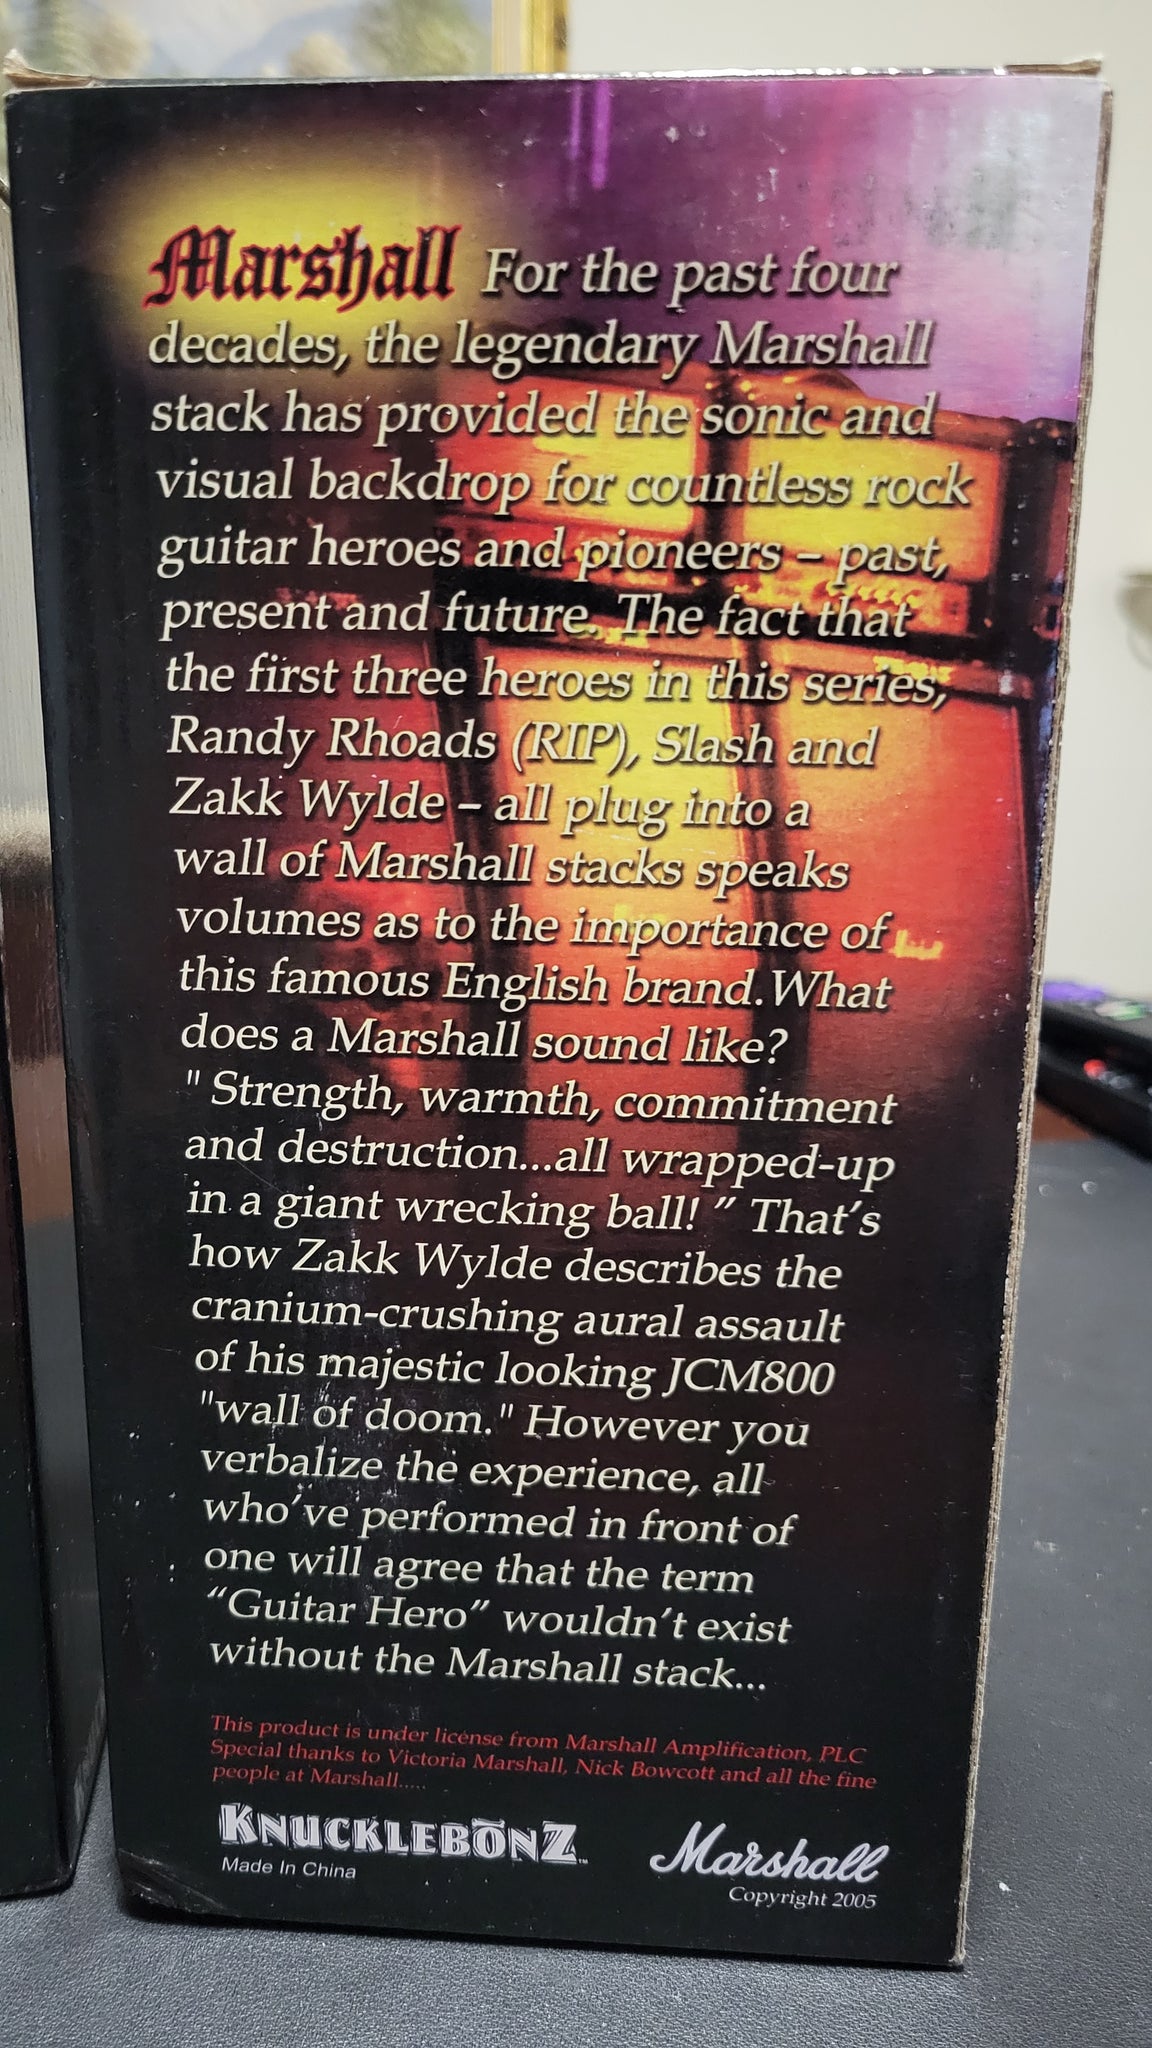 Marshall For the past four
decades, the legendary Marshall
stack has provided the sonic and
visual backdrop for countless rock
guitar heroes and pioneers – past,
present and future. The fact that
the first three heroes in this series,
Randy Rhoads (RIP), Slash and
Zakk Wylde – all plug into a
wall of Marshall stacks speaks
volumes as to the importance of
this famous English brand. What
does a Marshall sound like?
" Strength, warmth, commitment
and destruction...all wrapped-up
in a giant wrecking ball! ” That’s
how Zakk Wylde describes the
cranium-crushing aural assault
of his majestic looking JCM800
"wall of doom." However you
verbalize the experience, all
who’ve performed in front of
one will agree that the term
“Guitar Hero” wouldn’t exist
without the Marshall stack...
This product is under license from Marshall Amplification, PLC
Special thanks to Victoria Marshall, Nick Bowcott and all the fine
people at Marshall.....
KNUCKLEBŌNZ™
Made In China
Marshall
Copyright 2005